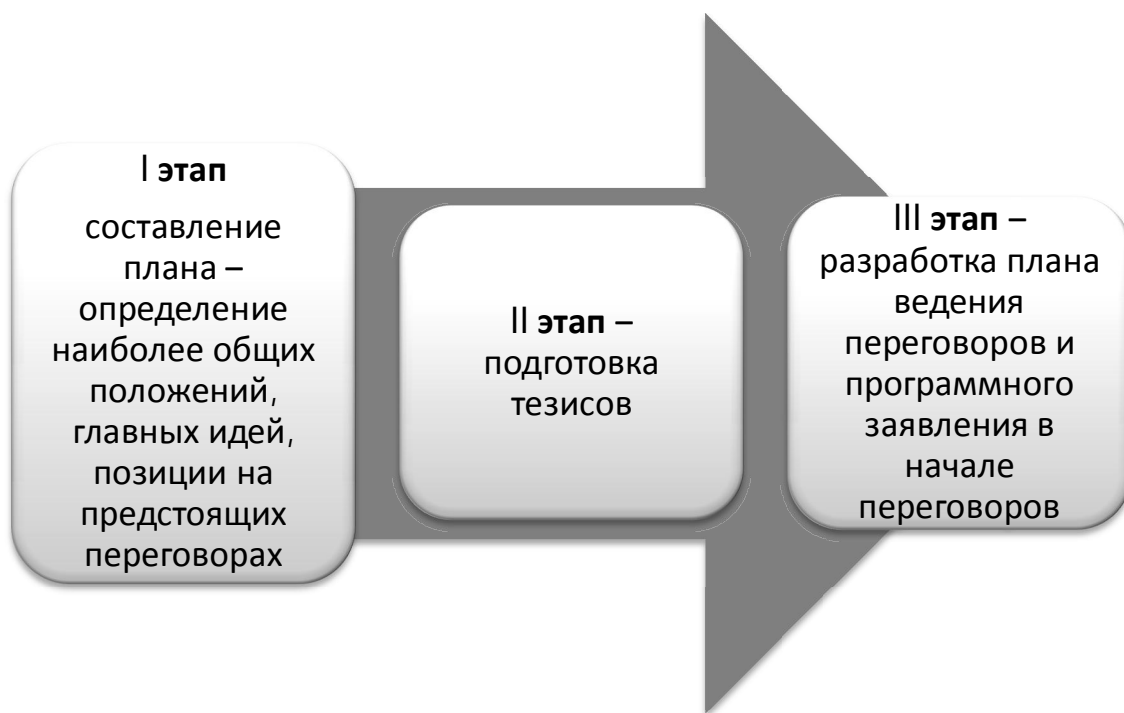 I этап
составление
плана –
определение
наиболее общих
положений,
главных идей,
позиции на
предстоящих
переговорах
II этап –
подготовка
тезисов
III этап –
разработка плана
ведения
переговоров и
программного
заявления в
начале
переговоров